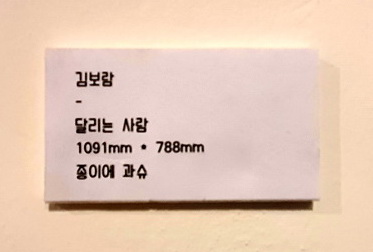 김보람
-
달리는 사람
1091mm * 788mm
종이에 과슈